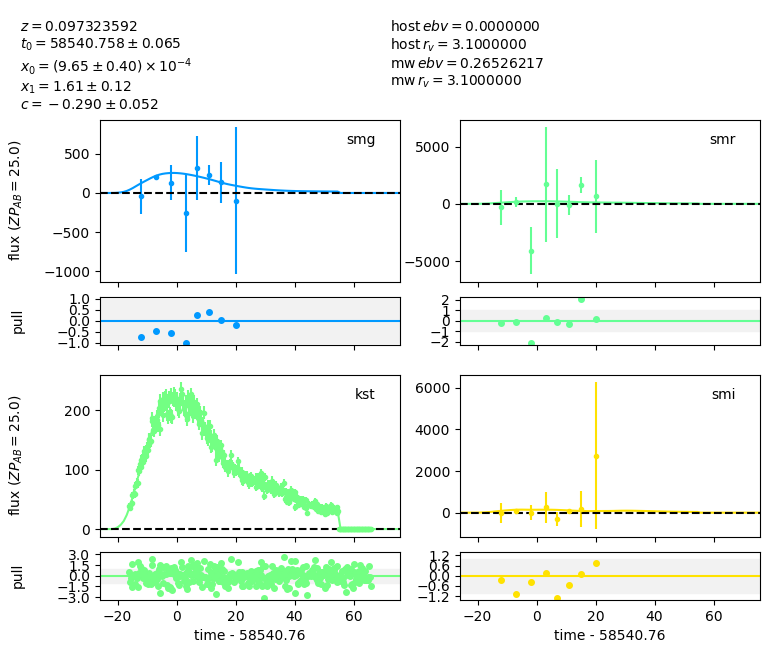 z = 0.097323592
t₀ = 58540.758 ± 0.065
x₀ = (9.65 ± 0.40) × 10⁻⁴
x₁ = 1.61 ± 0.12
c = −0.290 ± 0.052
host ebv = 0.0000000
host r_v = 3.1000000
mw ebv = 0.26526217
mw r_v = 3.1000000
flux (ZP_AB = 25.0)
500
0
−500
−1000
smg
5000
0
−5000
smr
pull
1.0
0.5
0.0
−0.5
−1.0
2
1
0
−1
−2
flux (ZP_AB = 25.0)
200
100
0
kst
6000
4000
2000
0
smi
pull
3.0
1.5
0.0
−1.5
−3.0
−20 0 20 40 60
time - 58540.76
1.2
0.6
0.0
−0.6
−1.2
−20 0 20 40 60
time - 58540.76